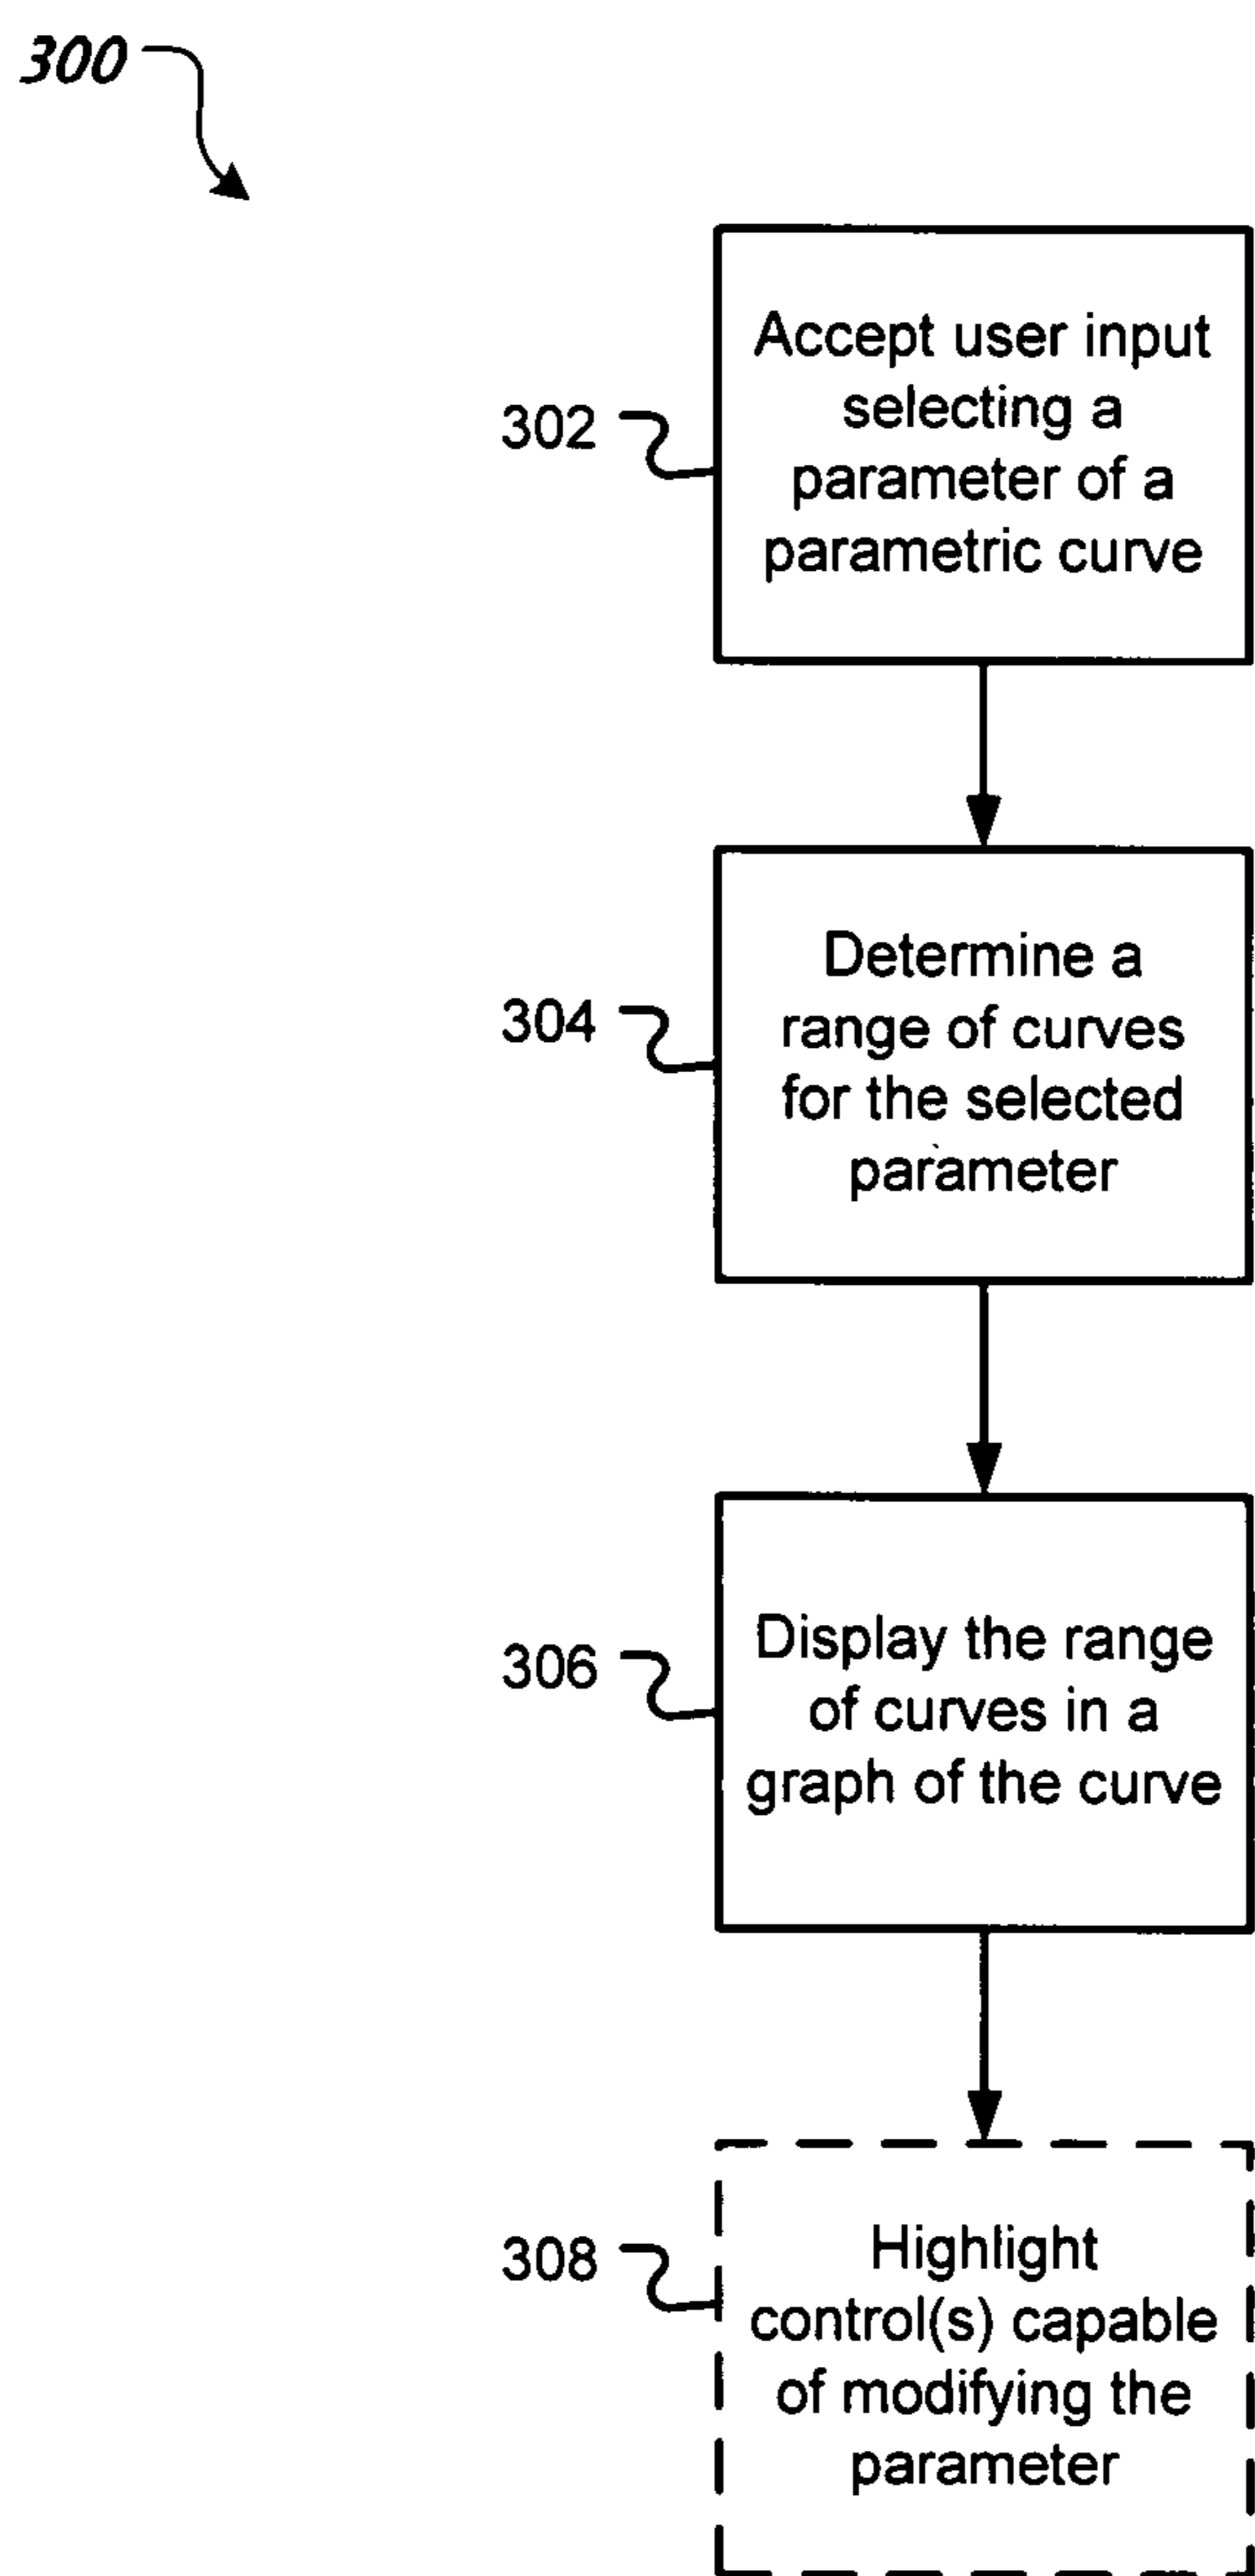 300
302
Accept user input
selecting a
parameter of a
parametric curve
304
Determine a
range of curves
for the selected
parameter
306
Display the range
of curves in a
graph of the curve
308
Highlight
control(s) capable
of modifying the
parameter